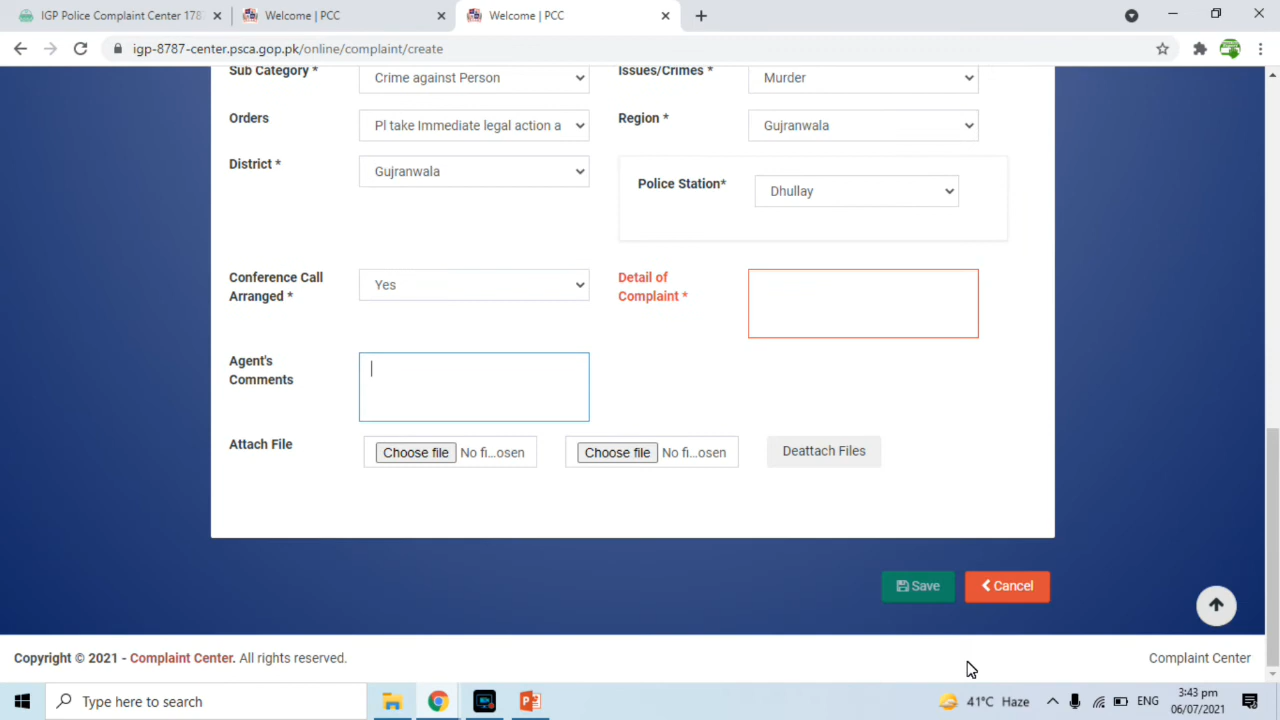 IGP Police Complaint Center 178
Welcome | PCC
Welcome | PCC
igp-8787-center.psca.gop.pk/online/complaint/create
Sub Category *
Crime against Person
Issues/Crimes *
Murder
Orders
Pl take Immediate legal action a
Region *
Gujranwala
District *
Gujranwala
Police Station*
Dhullay
Conference Call
Arranged *
Yes
Detail of
Complaint *
Agent's
Comments
Attach File
Choose file No fi...osen
Choose file No fi...osen
Deattach Files
Save
Cancel
Copyright © 2021 - Complaint Center. All rights reserved.
Complaint Center
Type here to search
41°C Haze
ENG
3:43 pm
06/07/2021